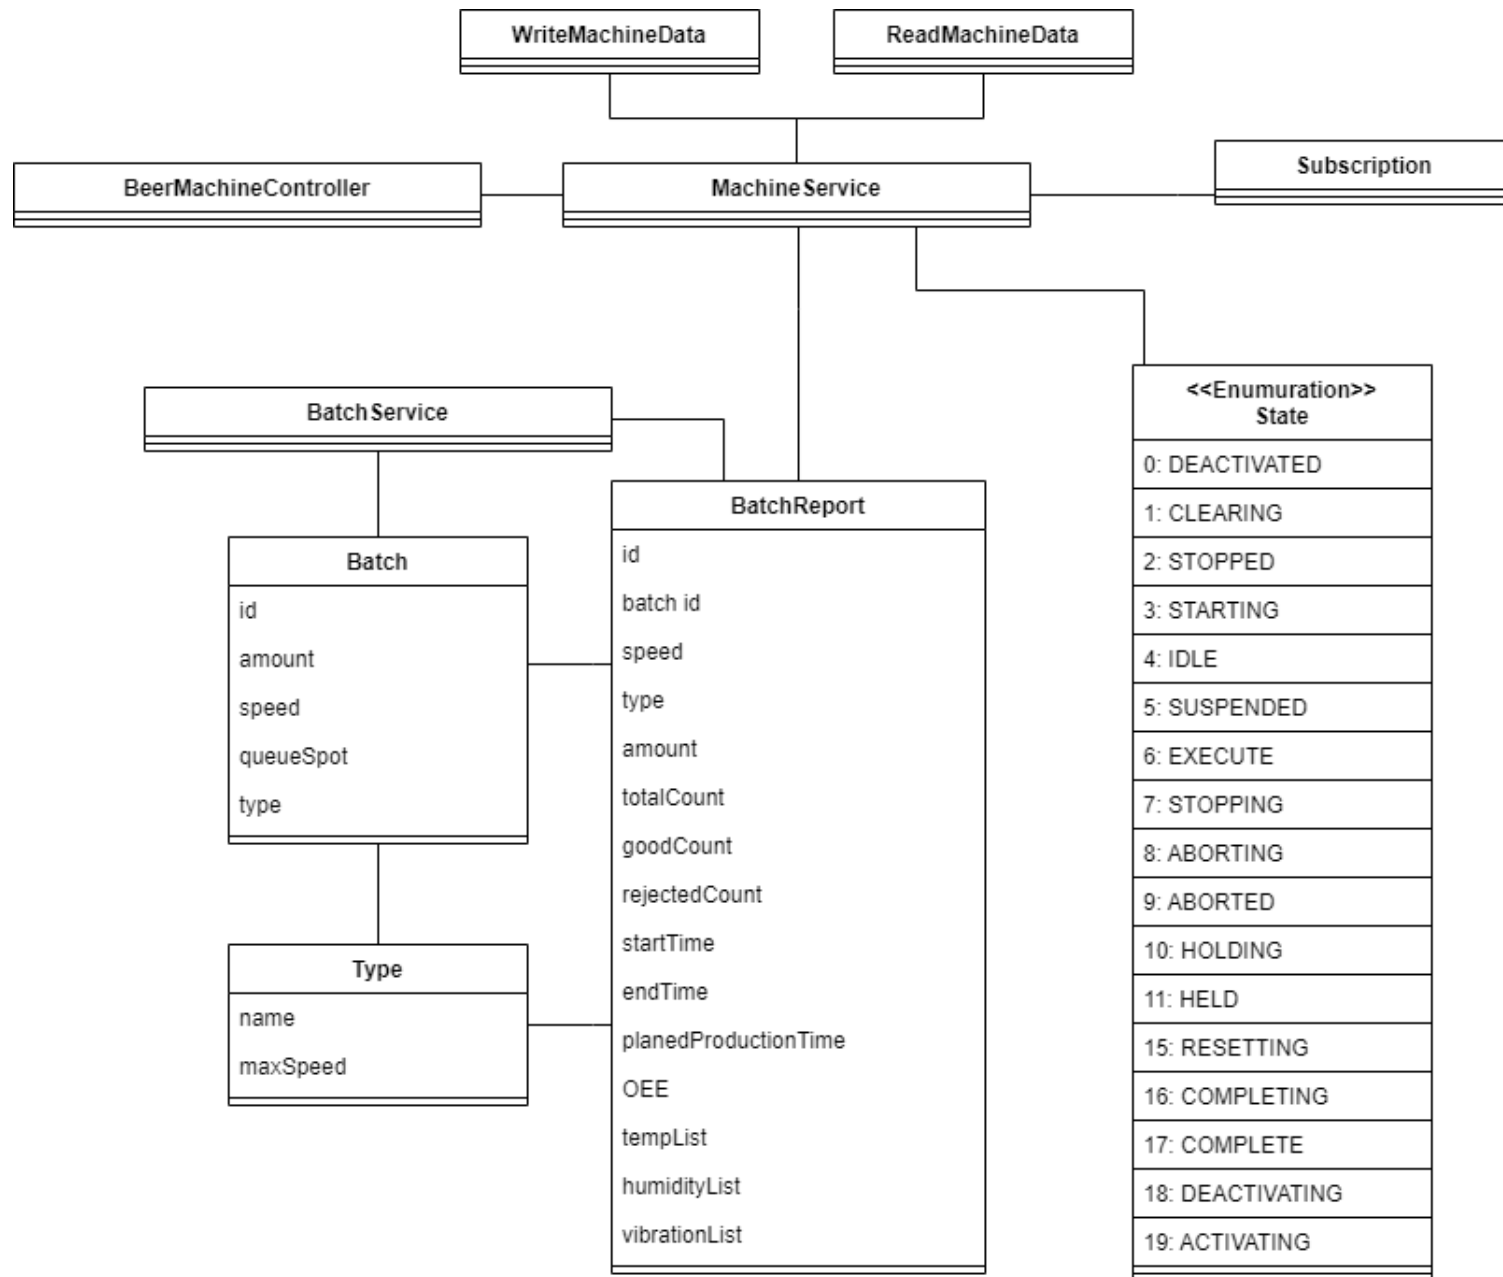 WriteMachineData
ReadMachineData
BeerMachineController
MachineService
Subscription
BatchService
Batch
id
amount
speed
queueSpot
type
Type
name
maxSpeed
BatchReport
id
batch id
speed
type
amount
totalCount
goodCount
rejectedCount
startTime
endTime
planedProductionTime
OEE
tempList
humidityList
vibrationList
<<Enumuration>>
State
0: DEACTIVATED
1: CLEARING
2: STOPPED
3: STARTING
4: IDLE
5: SUSPENDED
6: EXECUTE
7: STOPPING
8: ABORTING
9: ABORTED
10: HOLDING
11: HELD
15: RESETTING
16: COMPLETING
17: COMPLETE
18: DEACTIVATING
19: ACTIVATING